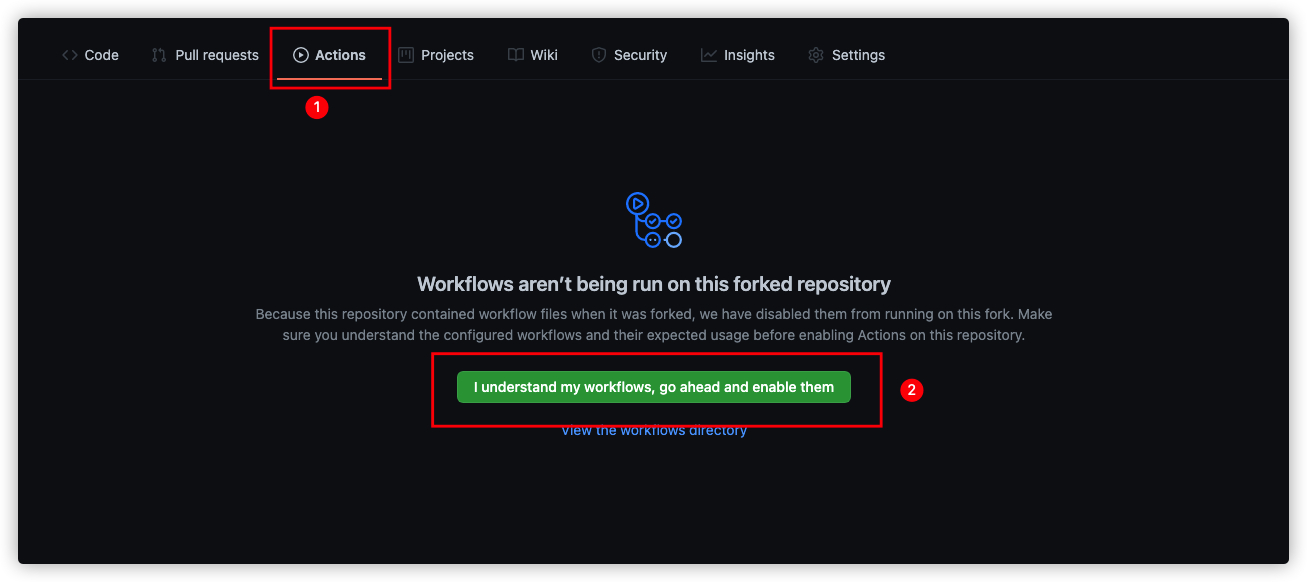 Code Pull requests Actions Projects Wiki Security Insights Settings
1
Workflows aren’t being run on this forked repository
Because this repository contained workflow files when it was forked, we have disabled them from running on this fork. Make
sure you understand the configured workflows and their expected usage before enabling Actions on this repository.
I understand my workflows, go ahead and enable them
2
View the workflows directory